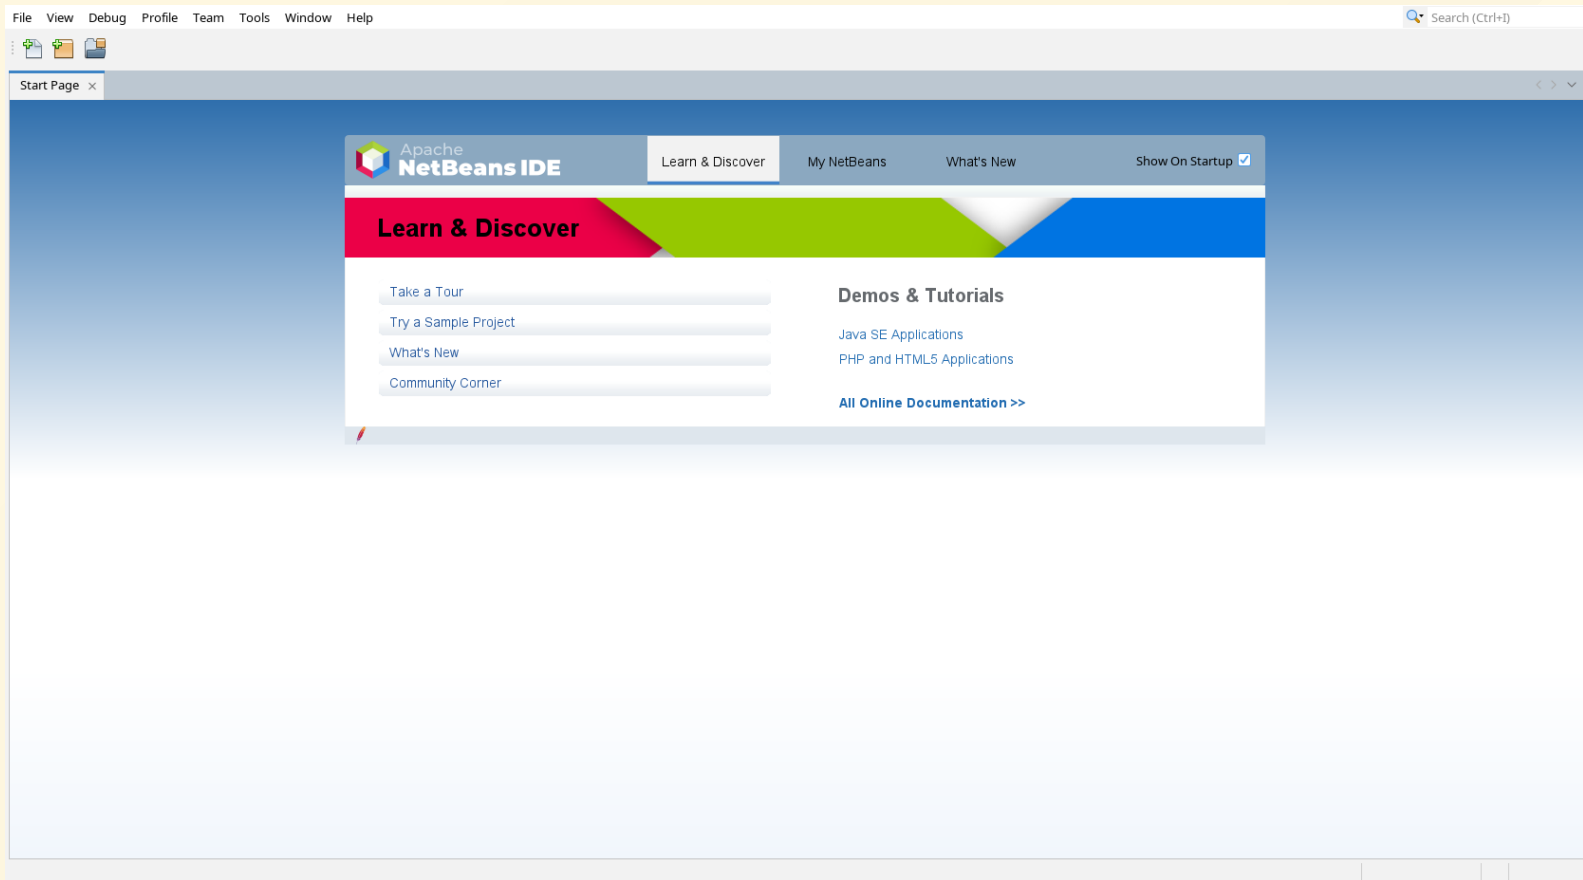 File View Debug Profile Team Tools Window Help Search (Ctrl+I)
Start Page
Apache
NetBeans IDE
Learn & Discover My NetBeans What's New Show On Startup
Learn & Discover
Take a Tour
Try a Sample Project
What's New
Community Corner
Demos & Tutorials
Java SE Applications
PHP and HTML5 Applications
All Online Documentation >>